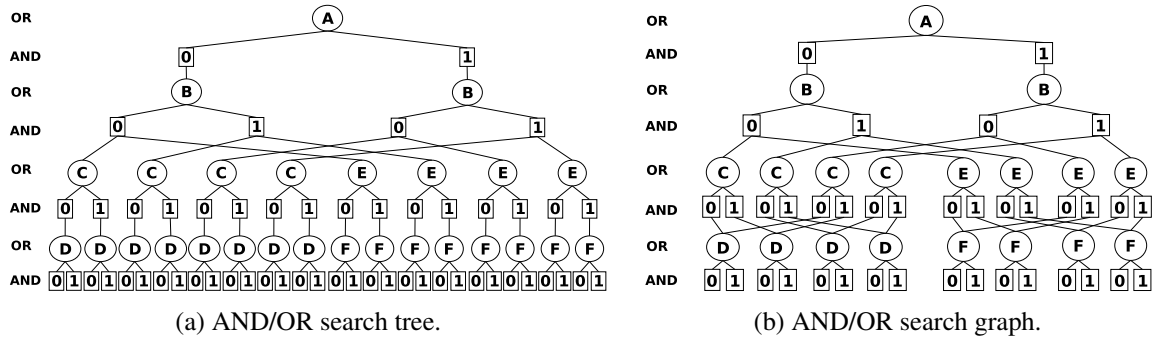 OR A
AND 0 1
OR B B
AND 0 1 0 1
OR C C C C E E E E
AND 0 1 0 1 0 1 0 1 0 1 0 1 0 1 0 1
OR D D D D D D D D F F F F F F F F
AND 0 1 0 1 0 1 0 1 0 1 0 1 0 1 0 1 0 1 0 1 0 1 0 1 0 1 0 1 0 1 0 1
(a) AND/OR search tree.
OR A
AND 0 1
OR B B
AND 0 1 0 1
OR C C C C E E E E
AND 0 1 0 1 0 1 0 1 0 1 0 1 0 1 0 1
OR D D D D F F F F
AND 0 1 0 1 0 1 0 1 0 1 0 1 0 1 0 1
(b) AND/OR search graph.